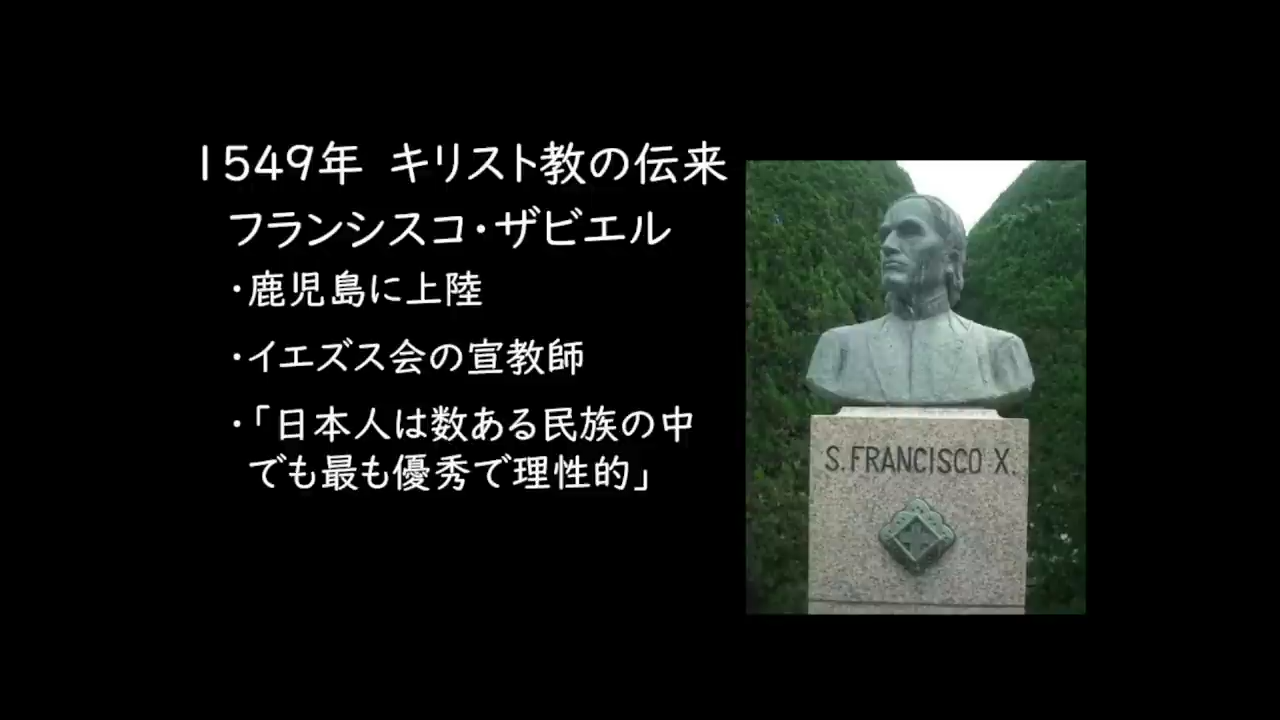 1549年 キリスト教の伝来
フランシスコ・ザビエル
・鹿児島に上陸
・イエズス会の宣教師
・「日本人は数ある民族の中
でも最も優秀で理性的」
S. FRANCISCO X.